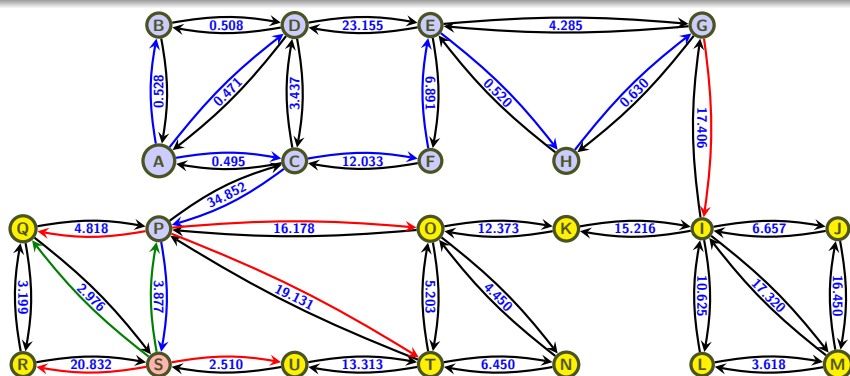 B 0.508 D 23.155 E 4.285 G
0.528 0.471 3.437 6.891 0.520 0.630 17.406
A 0.495 C 12.033 F H
34.852
Q 4.818 P 16.178 O 12.373 K 15.216 I 6.657 J
3.199 2.976 3.877 19.131 5.203 4.450 10.625 17.320 16.450
R 20.832 S 2.510 U 13.313 T 6.450 N L 3.618 M